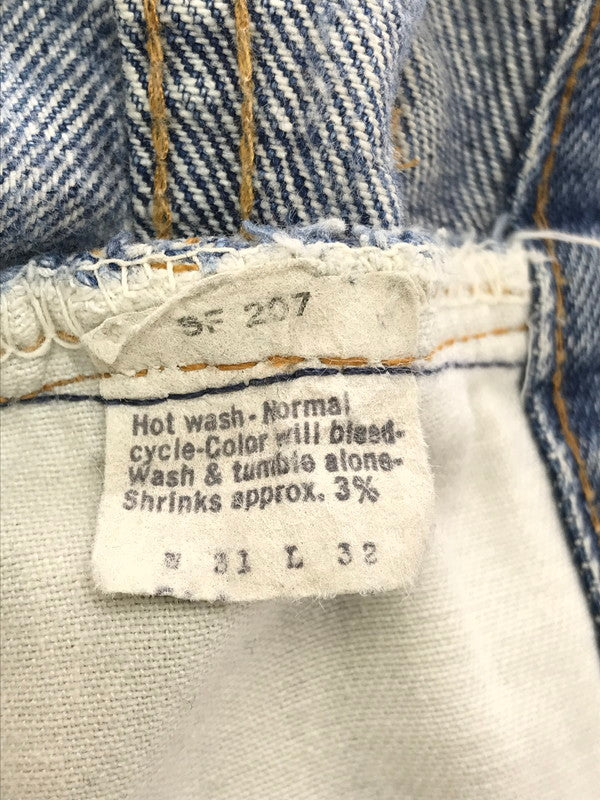 SF 207
Hot wash-Normal
cycle-Color will bleed-
Wash & tumble alone-
Shrinks approx. 3%
W 31 L 32